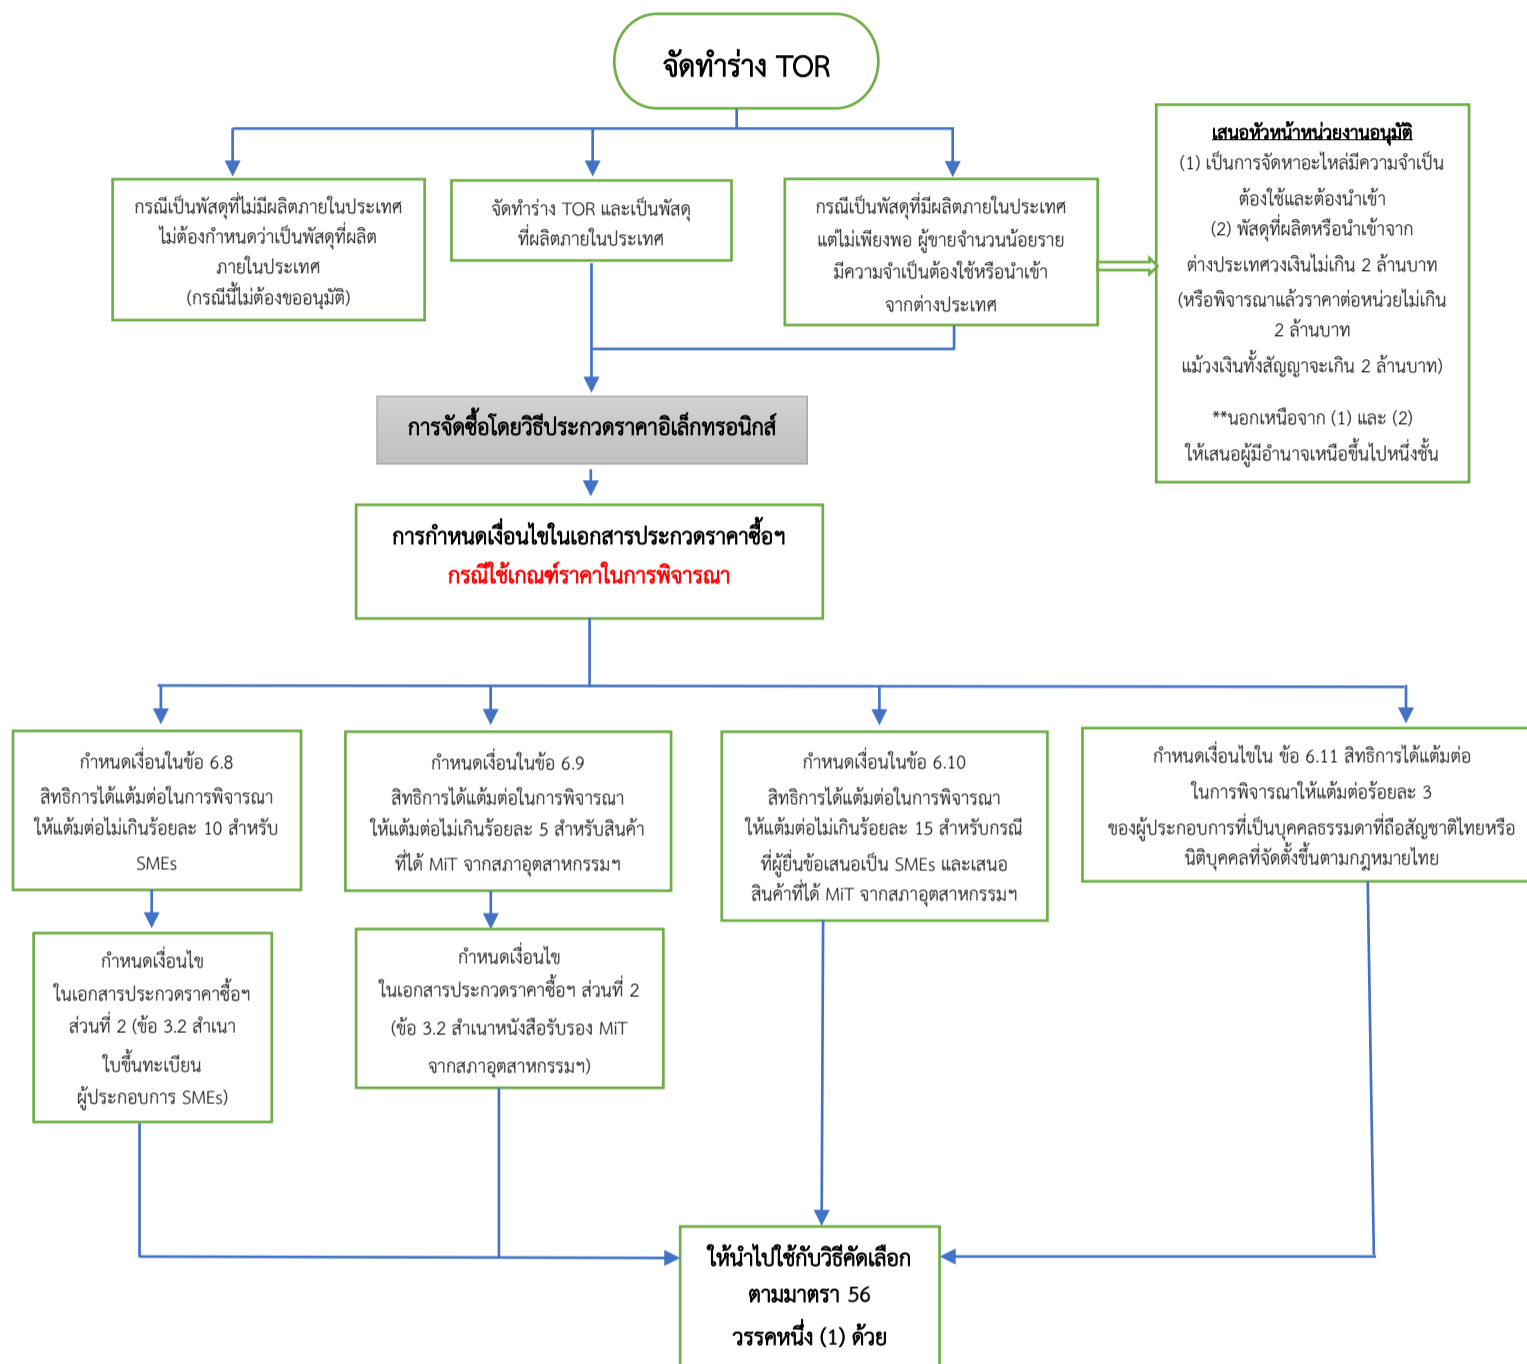 จัดทำร่าง TOR
กรณีเป็นพัสดุที่ไม่มีผลิตภายในประเทศ
ไม่ต้องกำหนดว่าเป็นพัสดุที่ผลิต
ภายในประเทศ
(กรณีนี้ไม่ต้องขออนุมัติ)
จัดทำร่าง TOR และเป็นพัสดุ
ที่ผลิตภายในประเทศ
กรณีเป็นพัสดุที่มีผลิตภายในประเทศ
แต่ไม่เพียงพอ ผู้ขายจำนวนน้อยราย
มีความจำเป็นต้องใช้หรือนำเข้า
จากต่างประเทศ
เสนอหัวหน้าหน่วยงานอนุมัติ
(1) เป็นการจัดหาอะไหล่มีความจำเป็น
ต้องใช้และต้องนำเข้า
(2) พัสดุที่ผลิตหรือนำเข้าจาก
ต่างประเทศวงเงินไม่เกิน 2 ล้านบาท
(หรือพิจารณาแล้วราคาต่อหน่วยไม่เกิน
2 ล้านบาท
แม้วงเงินทั้งสัญญาจะเกิน 2 ล้านบาท)
**นอกเหนือจาก (1) และ (2)
ให้เสนอผู้มีอำนาจเหนือขึ้นไปหนึ่งชั้น
การจัดซื้อโดยวิธีประกวดราคาอิเล็กทรอนิกส์
การกำหนดเงื่อนไขในเอกสารประกวดราคาซื้อฯ
กรณีใช้เกณฑ์ราคาในการพิจารณา
กำหนดเงื่อนในข้อ 6.8
สิทธิการได้แต้มต่อในการพิจารณา
ให้แต้มต่อไม่เกินร้อยละ 10 สำหรับ
SMEs
กำหนดเงื่อนในข้อ 6.9
สิทธิการได้แต้มต่อในการพิจารณา
ให้แต้มต่อไม่เกินร้อยละ 5 สำหรับสินค้า
ที่ได้ MiT จากสภาอุตสาหกรรมฯ
กำหนดเงื่อนในข้อ 6.10
สิทธิการได้แต้มต่อในการพิจารณา
ให้แต้มต่อไม่เกินร้อยละ 15 สำหรับกรณี
ที่ผู้ยื่นข้อเสนอเป็น SMEs และเสนอ
สินค้าที่ได้ MiT จากสภาอุตสาหกรรมฯ
กำหนดเงื่อนไขใน ข้อ 6.11 สิทธิการได้แต้มต่อ
ในการพิจารณาให้แต้มต่อร้อยละ 3
ของผู้ประกอบการที่เป็นบุคคลธรรมดาที่ถือสัญชาติไทยหรือ
นิติบุคคลที่จัดตั้งขึ้นตามกฎหมายไทย
กำหนดเงื่อนไข
ในเอกสารประกวดราคาซื้อฯ
ส่วนที่ 2 (ข้อ 3.2 สำเนา
ใบขึ้นทะเบียน
ผู้ประกอบการ SMEs)
กำหนดเงื่อนไข
ในเอกสารประกวดราคาซื้อฯ ส่วนที่ 2
(ข้อ 3.2 สำเนาหนังสือรับรอง MiT
จากสภาอุตสาหกรรมฯ)
ให้นำไปใช้กับวิธีคัดเลือก
ตามมาตรา 56
วรรคหนึ่ง (1) ด้วย